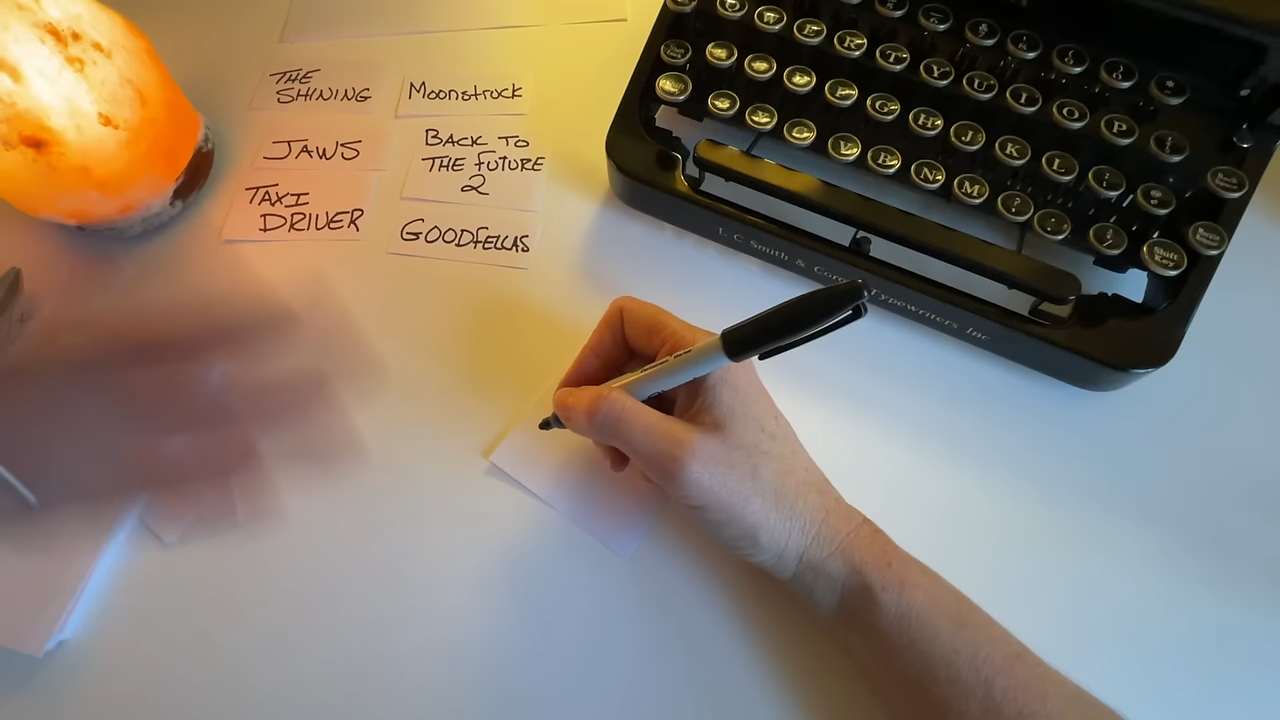 THE
SHINING
Moonstruck
JAWS
BACK TO
THE FUTURE
2
TAXI
DRIVER
GOODFELLAS
W E R T Y U I O P
F G H J K L
V B N M
Shift
Key
L C Smith & Corona Typewriters Inc